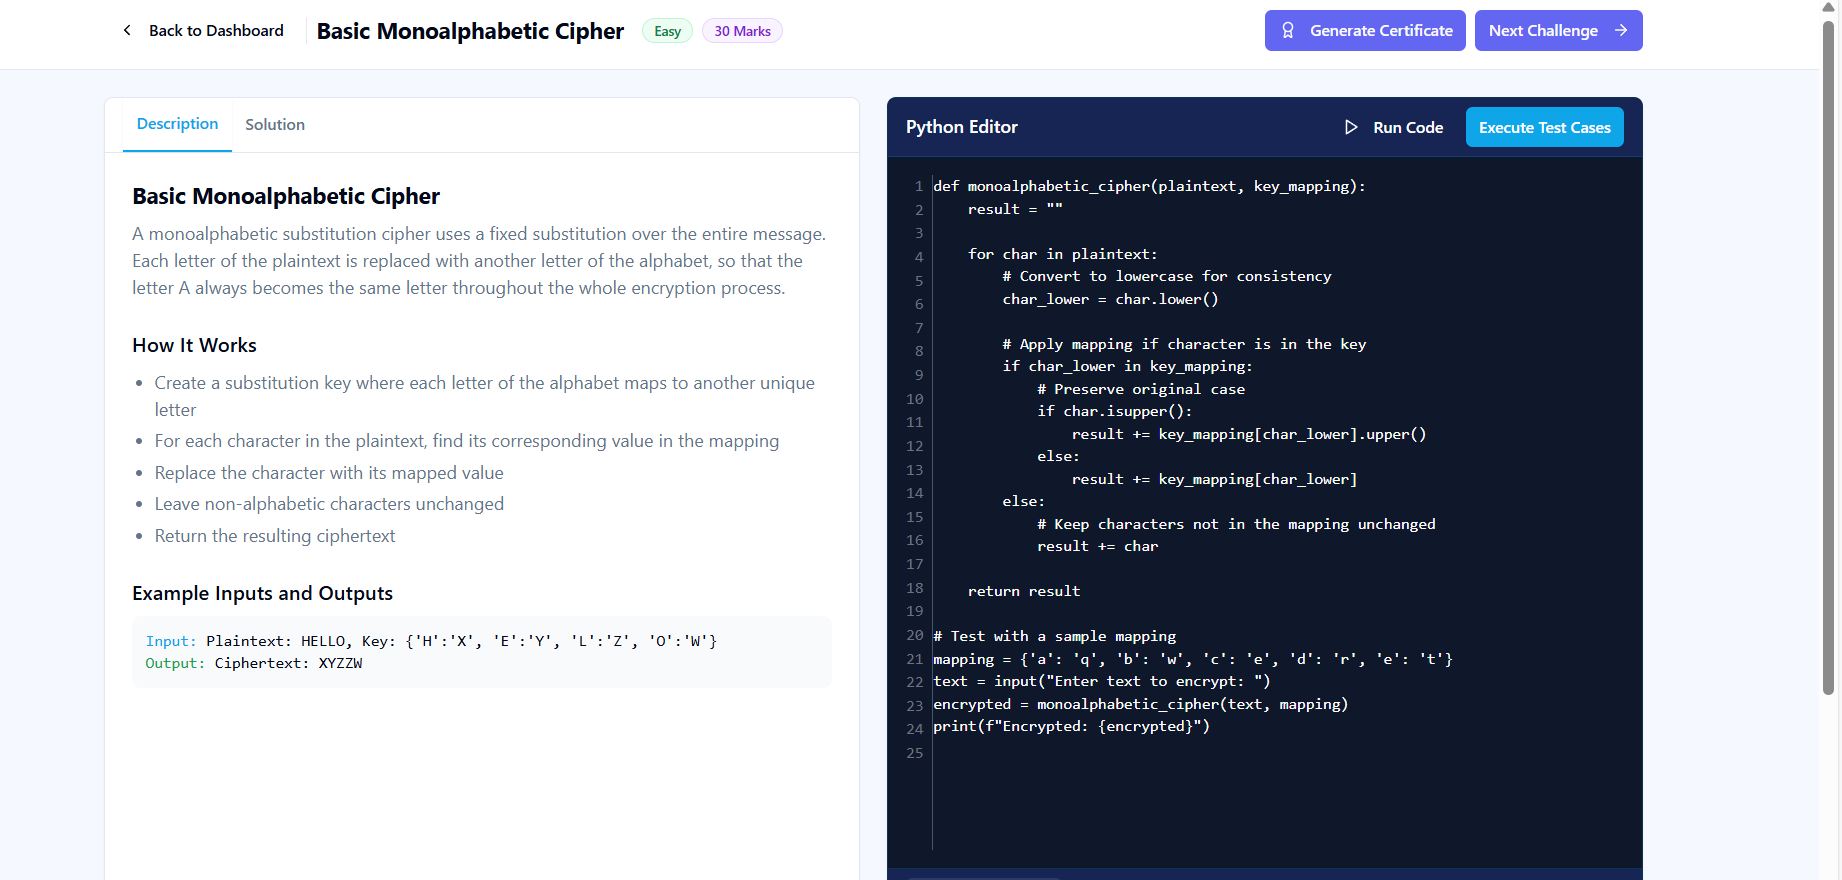 Back to Dashboard
Basic Monoalphabetic Cipher
Easy
30 Marks
Generate Certificate
Next Challenge
Description
Solution
Basic Monoalphabetic Cipher
A monoalphabetic substitution cipher uses a fixed substitution over the entire message.
Each letter of the plaintext is replaced with another letter of the alphabet, so that the
letter A always becomes the same letter throughout the whole encryption process.
How It Works
• Create a substitution key where each letter of the alphabet maps to another unique
letter
• For each character in the plaintext, find its corresponding value in the mapping
• Replace the character with its mapped value
• Leave non-alphabetic characters unchanged
• Return the resulting ciphertext
Example Inputs and Outputs
Input: Plaintext: HELLO, Key: {'H':'X', 'E':'Y', 'L':'Z', 'O':'W'}
Output: Ciphertext: XYZZW
Python Editor
Run Code
Execute Test Cases
1 def monoalphabetic_cipher(plaintext, key_mapping):
2     result = ""
3
4     for char in plaintext:
5         # Convert to lowercase for consistency
6         char_lower = char.lower()
7
8         # Apply mapping if character is in the key
9         if char_lower in key_mapping:
10             # Preserve original case
11             if char.isupper():
12                 result += key_mapping[char_lower].upper()
13             else:
14                 result += key_mapping[char_lower]
15         else:
16             # Keep characters not in the mapping unchanged
17             result += char
18
19     return result
20
21 # Test with a sample mapping
22 mapping = {'a': 'q', 'b': 'w', 'c': 'e', 'd': 'r', 'e': 't'}
23 text = input("Enter text to encrypt: ")
24 encrypted = monoalphabetic_cipher(text, mapping)
25 print(f"Encrypted: {encrypted}")